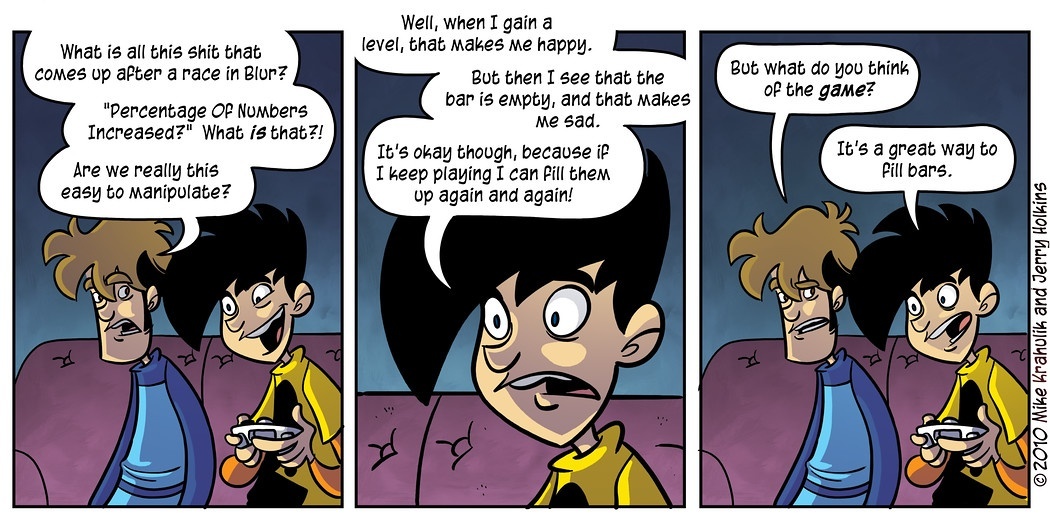 What is all this shit that
comes up after a race in Blur?
"Percentage Of Numbers
Increased?" What is that?!
Are we really this
easy to manipulate?
Well, when I gain a
level, that makes me happy.
But then I see that the
bar is empty, and that makes
me sad.
It's okay though, because if
I keep playing I can fill them
up again and again!
But what do you think
of the game?
It's a great way to
fill bars.
©2010 Mike Krahulik and Jerry Holkins